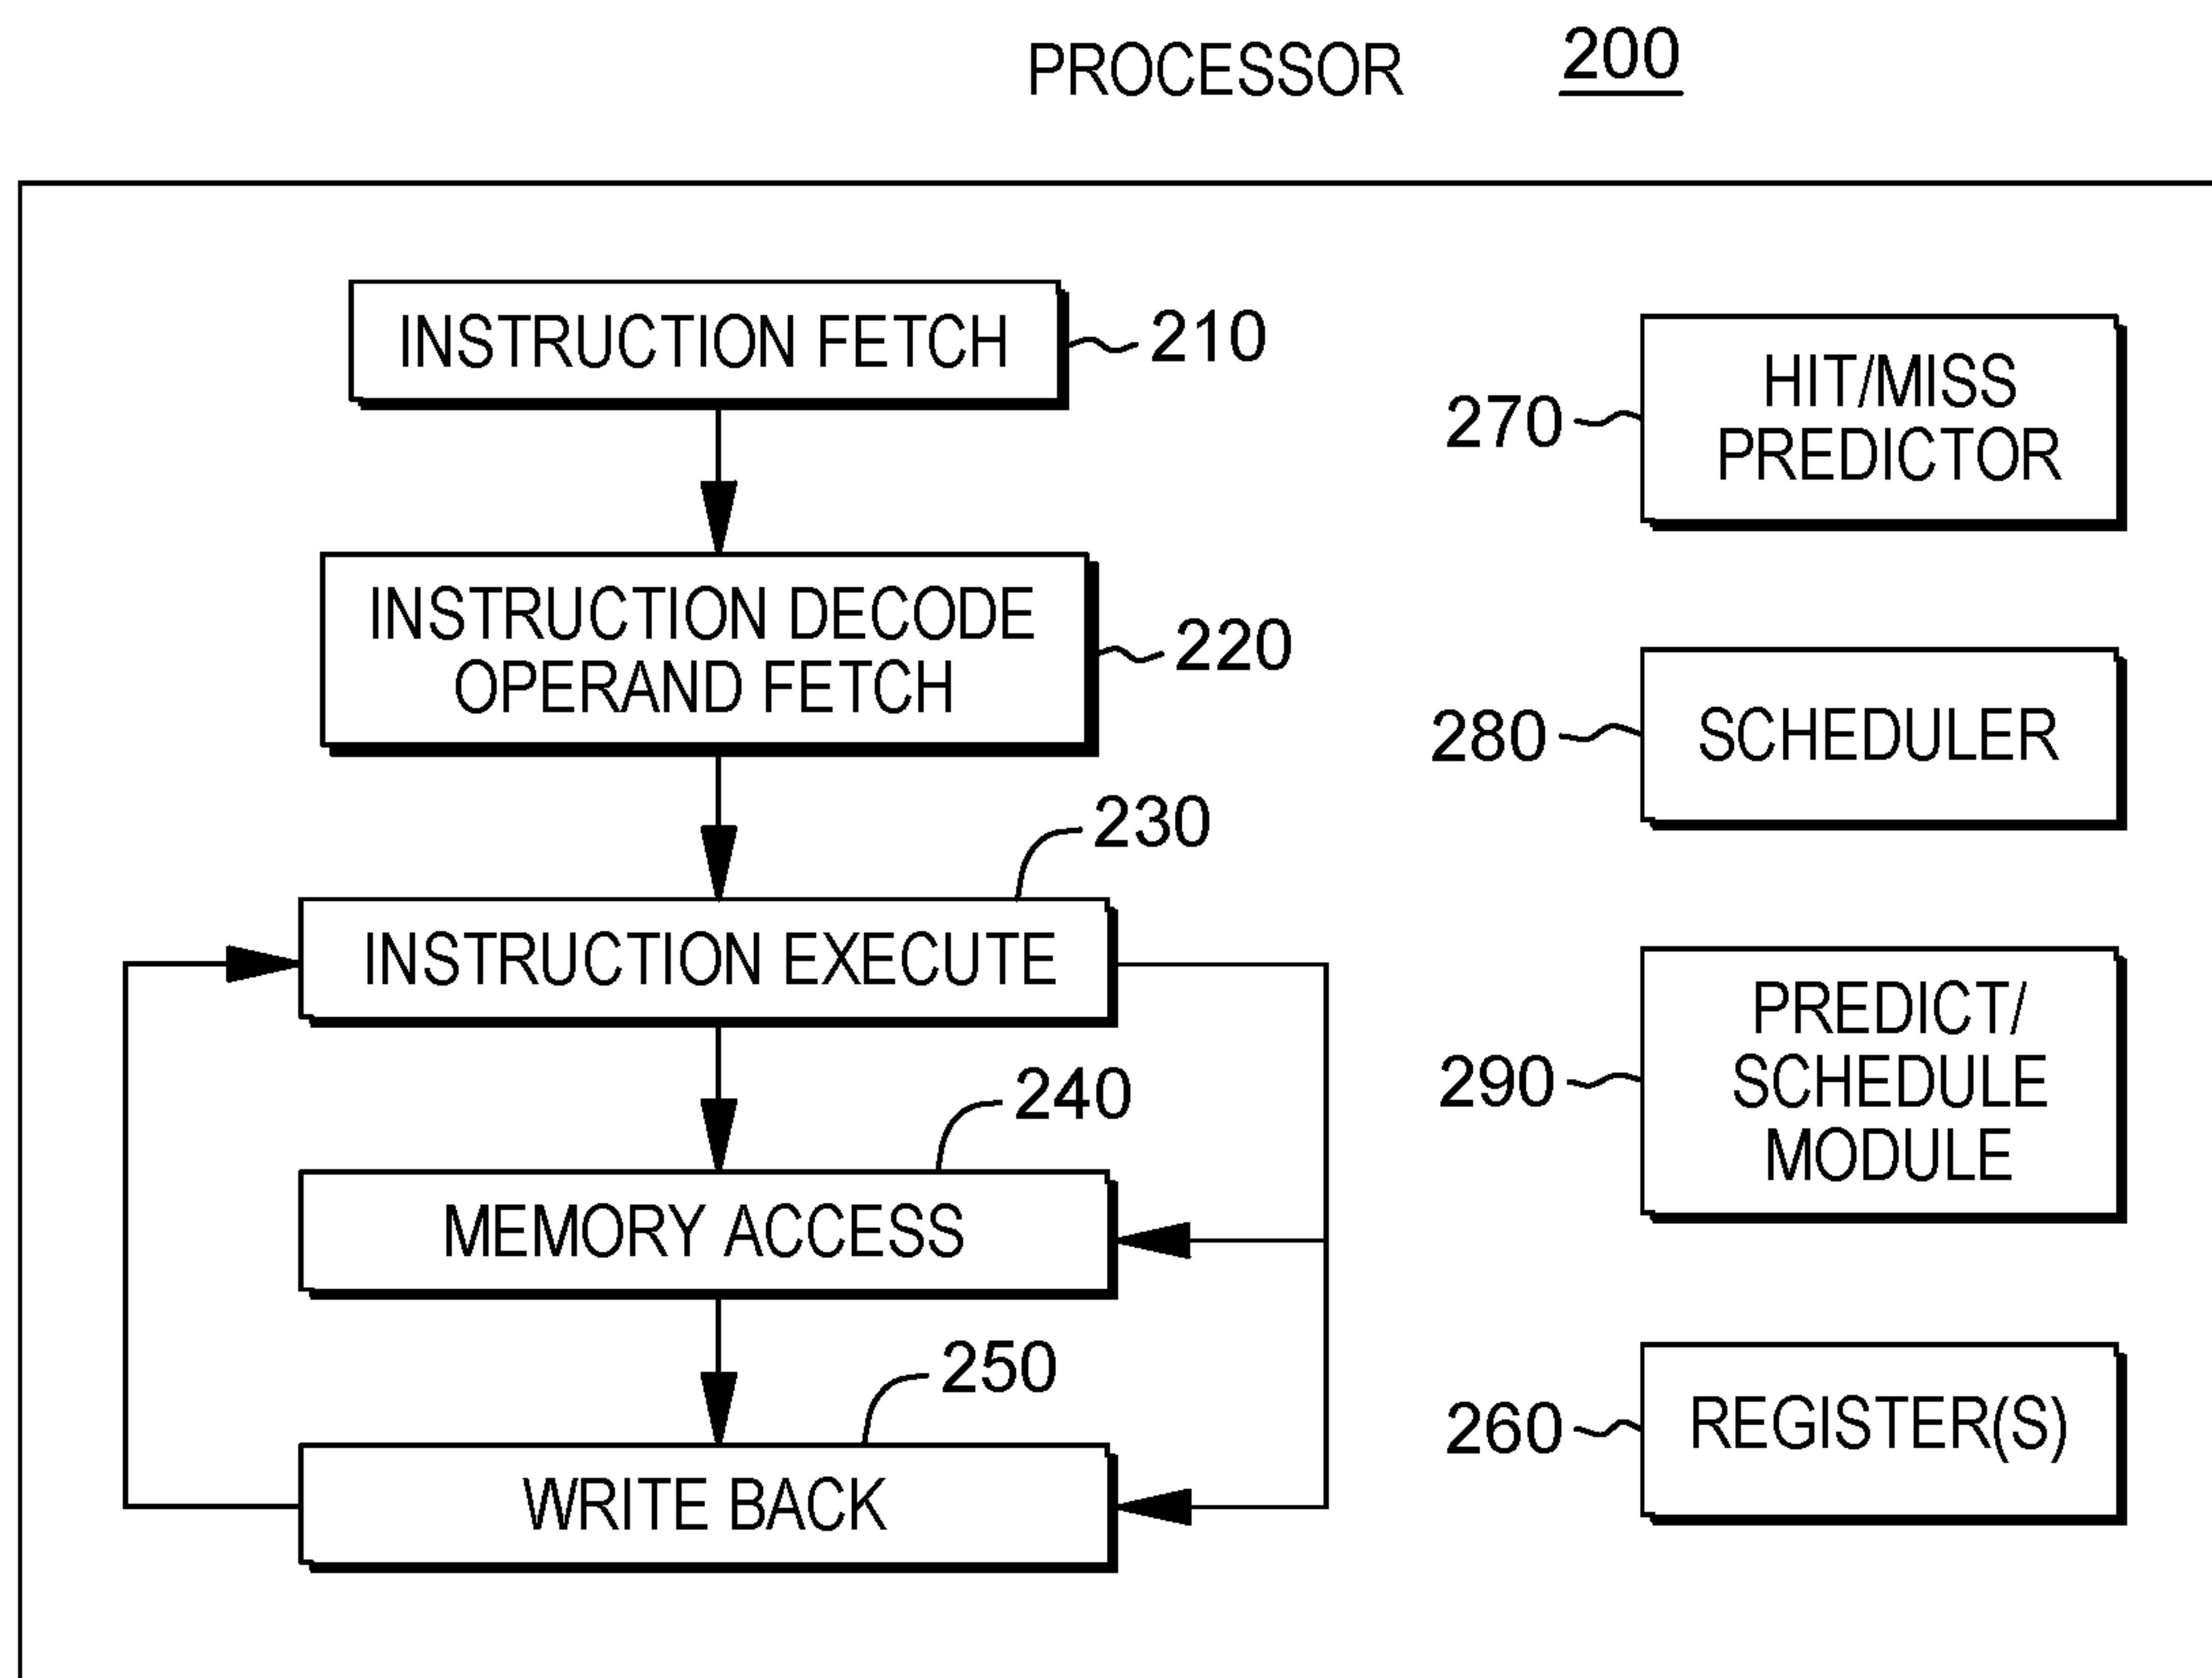 PROCESSOR 200
INSTRUCTION FETCH
210
INSTRUCTION DECODE
OPERAND FETCH
220
230
INSTRUCTION EXECUTE
240
MEMORY ACCESS
250
WRITE BACK
270
HIT/MISS
PREDICTOR
280
SCHEDULER
290
PREDICT/
SCHEDULE
MODULE
260
REGISTER(S)